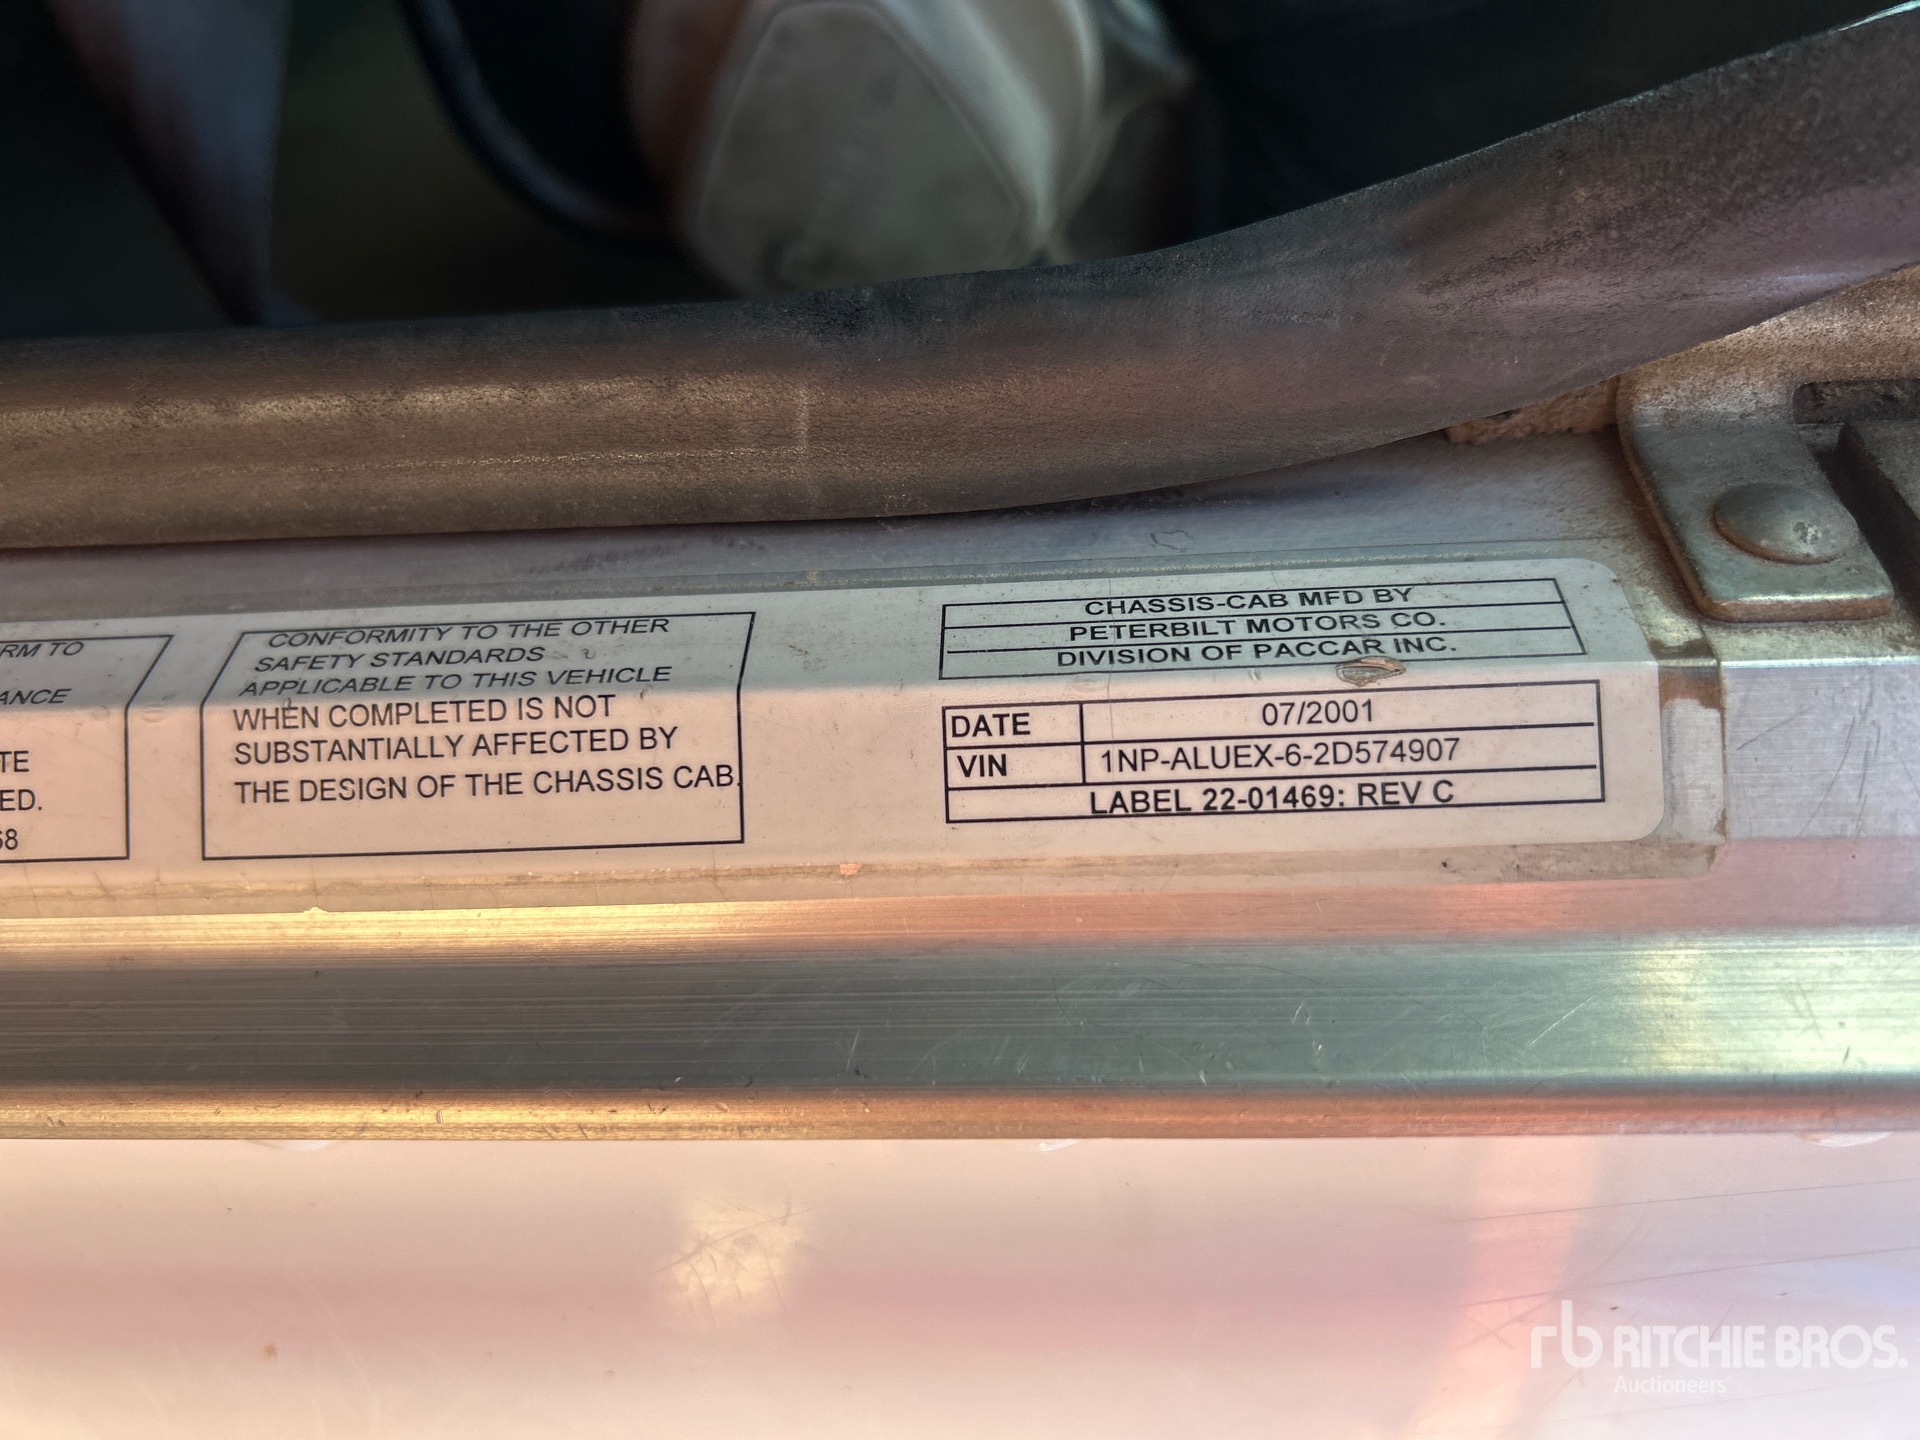 RM TO
ANCE
TE
ED.
68
CONFORMITY TO THE OTHER
SAFETY STANDARDS
APPLICABLE TO THIS VEHICLE
WHEN COMPLETED IS NOT
SUBSTANTIALLY AFFECTED BY
THE DESIGN OF THE CHASSIS CAB.
CHASSIS-CAB MFD BY
PETERBILT MOTORS CO.
DIVISION OF PACCAR INC.
DATE 07/2001
VIN 1NP-ALUEX-6-2D574907
LABEL 22-01469: REV C
rb RITCHIE BROS.
Auctioneers